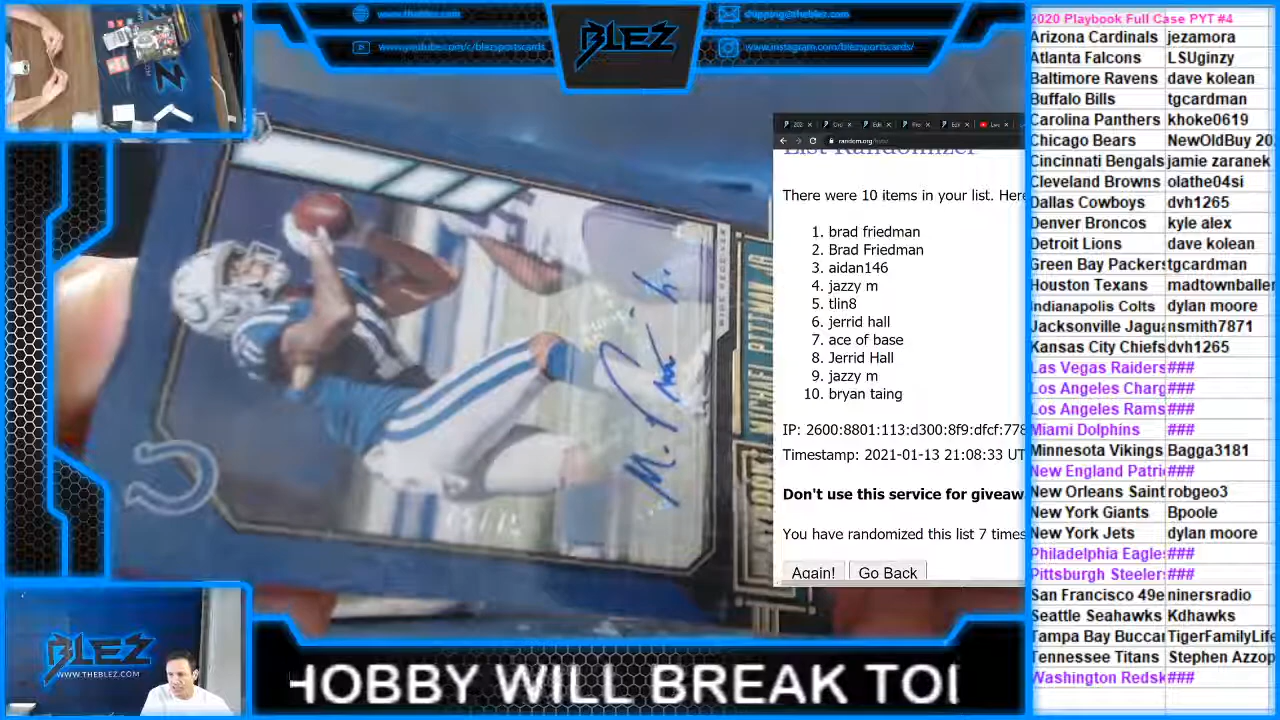 www.theblez.com
shipping@theblez.com
www.youtube.com/c/blezsportscards/
www.instagram.com/blezsportscards/
BLEZ
There were 10 items in your list. Here
1. brad friedman
2. Brad Friedman
3. aidan146
4. jazzy m
5. tlin8
6. jerrid hall
7. ace of base
8. Jerrid Hall
9. jazzy m
10. bryan taing
IP: 2600:8801:113:d300:8f9:dfcf:778
Timestamp: 2021-01-13 21:08:33 UT
Don't use this service for giveaw
You have randomized this list 7 times
Again! Go Back
2020 Playbook Full Case PYT #4
Arizona Cardinals jezamora
Atlanta Falcons LSUginzy
Baltimore Ravens dave kolean
Buffalo Bills tgcardman
Carolina Panthers khoke0619
Chicago Bears NewOldBuy 20
Cincinnati Bengals jamie zaranek
Cleveland Browns olathe04si
Dallas Cowboys dvh1265
Denver Broncos kyle alex
Detroit Lions dave kolean
Green Bay Packers tgcardman
Houston Texans madtownballer
Indianapolis Colts dylan moore
Jacksonville Jagua nsmith7871
Kansas City Chiefs dvh1265
Las Vegas Raiders ###
Los Angeles Charg ###
Los Angeles Rams ###
Miami Dolphins ###
Minnesota Vikings Bagga3181
New England Patri ###
New Orleans Saint robgeo3
New York Giants Bpoole
New York Jets dylan moore
Philadelphia Eagle ###
Pittsburgh Steeler ###
San Francisco 49e ninersradio
Seattle Seahawks Kdhawks
Tampa Bay Buccar TigerFamilyLife
Tennessee Titans Stephen Azzop
Washington Redsk ###
WIDE RECEIVER
MICHAEL PITTMAN JR
BLEZ
WWW.THEBLEZ.COM
HOBBY WILL BREAK TO